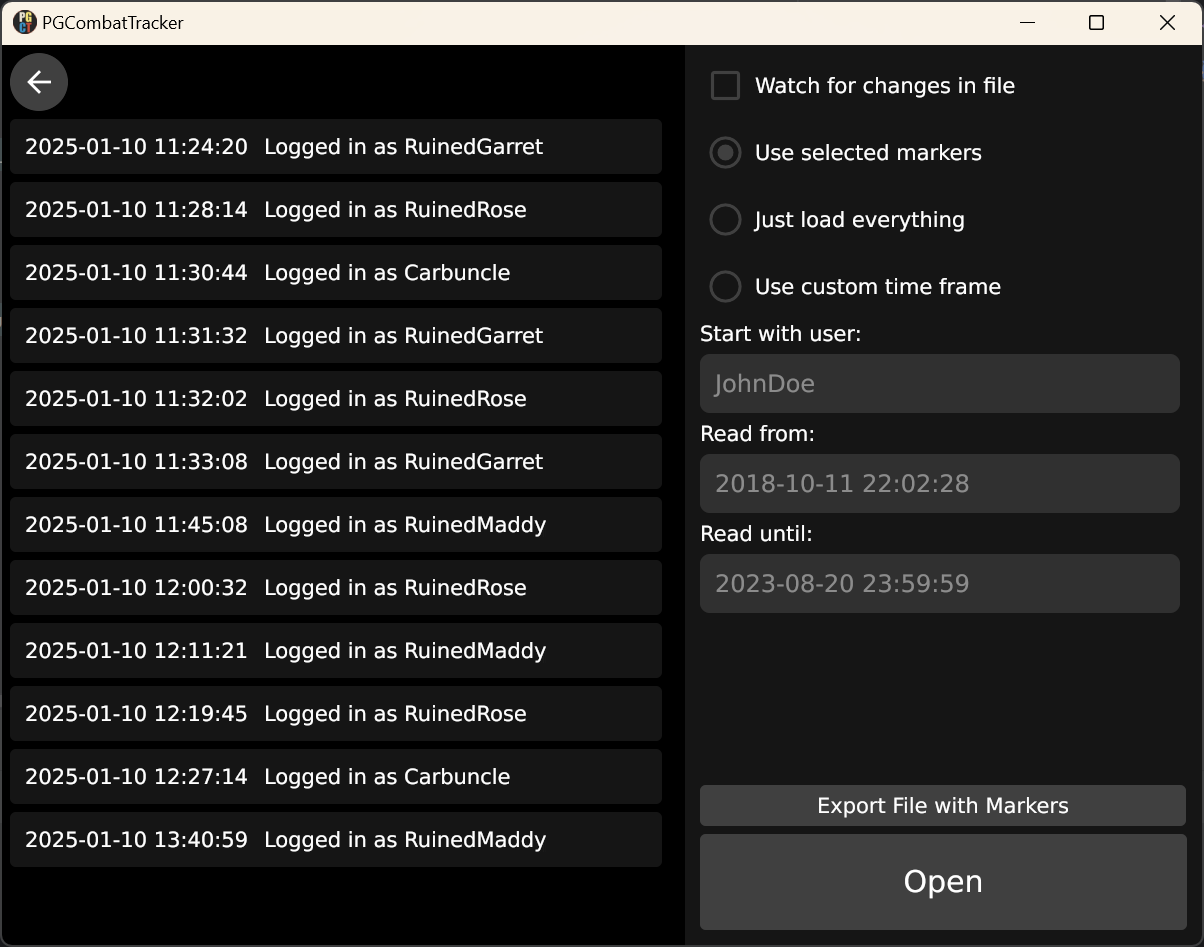 PGCombatTracker
2025-01-10 11:24:20 Logged in as RuinedGarret
2025-01-10 11:28:14 Logged in as RuinedRose
2025-01-10 11:30:44 Logged in as Carbuncle
2025-01-10 11:31:32 Logged in as RuinedGarret
2025-01-10 11:32:02 Logged in as RuinedRose
2025-01-10 11:33:08 Logged in as RuinedGarret
2025-01-10 11:45:08 Logged in as RuinedMaddy
2025-01-10 12:00:32 Logged in as RuinedRose
2025-01-10 12:11:21 Logged in as RuinedMaddy
2025-01-10 12:19:45 Logged in as RuinedRose
2025-01-10 12:27:14 Logged in as Carbuncle
2025-01-10 13:40:59 Logged in as RuinedMaddy
Watch for changes in file
Use selected markers
Just load everything
Use custom time frame
Start with user:
JohnDoe
Read from:
2018-10-11 22:02:28
Read until:
2023-08-20 23:59:59
Export File with Markers
Open